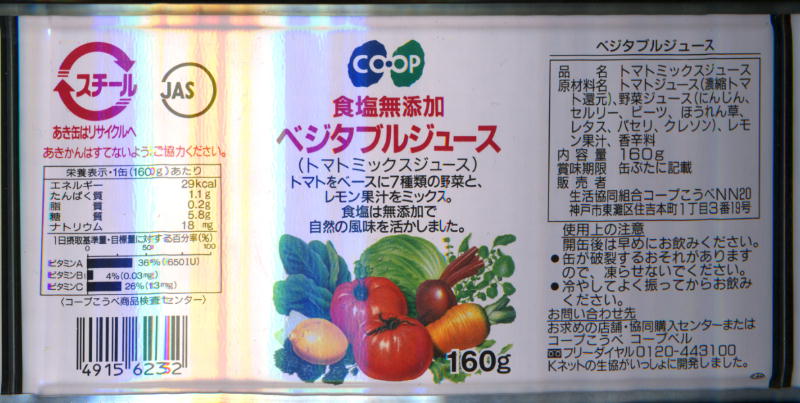 スチール
あき缶はリサイクルへ
JAS
あきかんはすてないようご協力ください。
栄養表示・1缶(160g)あたり
エネルギー 29kcal
たんぱく質 1.1g
脂質 0.2g
糖質 5.8g
ナトリウム 18mg
1日摂取基準量・目標量に対する百分率(%)
0 50 100
ビタミンA 36%(650IU)
ビタミンB1 4%(0.03mg)
ビタミンC 26%(13mg)
〈コープこうべ商品検査センター〉
4915 6232
CO・OP
食塩無添加
ベジタブルジュース
(トマトミックスジュース)
トマトをベースに7種類の野菜と、
レモン果汁をミックス。
食塩は無添加で
自然の風味を活かしました。
160g
ベジタブルジュース
品名 トマトミックスジュース
原材料名 トマトジュース(濃縮トマ
ト還元)、野菜ジュース(にんじん、
セルリー、ビーツ、ほうれん草、
レタス、パセリ、クレソン)、レモ
ン果汁、香辛料
内容量 160g
賞味期限 缶ぶたに記載
販売者
生活協同組合コープこうべNN20
神戸市東灘区住吉本町1丁目3番19号
使用上の注意
開缶後は早めにお飲みください。
●缶が破裂するおそれがあります
ので、凍らせないでください。
●冷やしてよく振ってからお飲み
ください。
お問い合わせ先
お求めの店舗・協同購入センターまたは
コープこうべ コープベル
フリーダイヤル0120-443100
Kネットの生協がいっしょに開発しました。